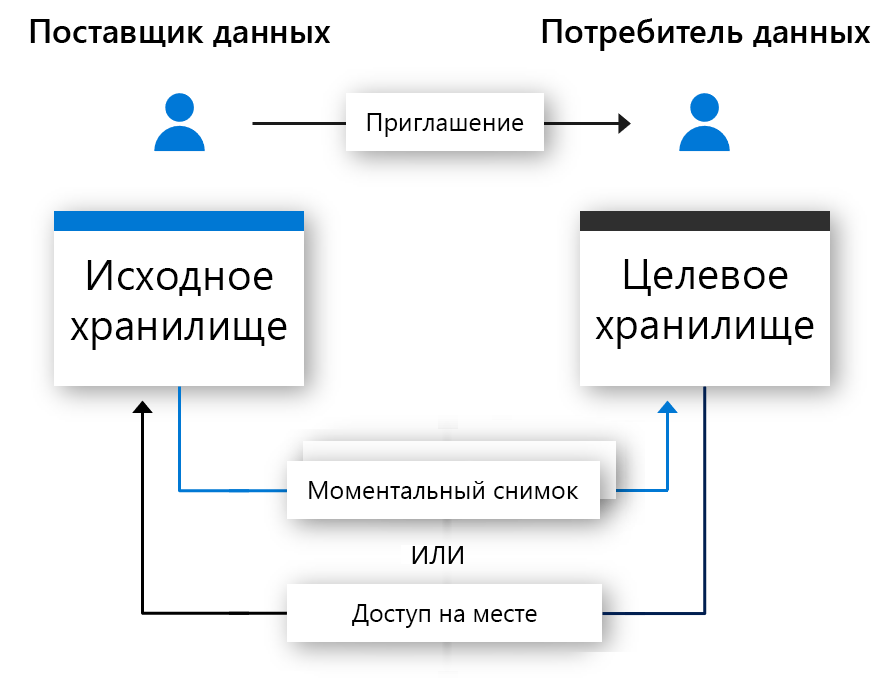 Поставщик данных
Потребитель данных
Приглашение
Исходное
хранилище
Целевое
хранилище
Моментальный снимок
ИЛИ
Доступ на месте